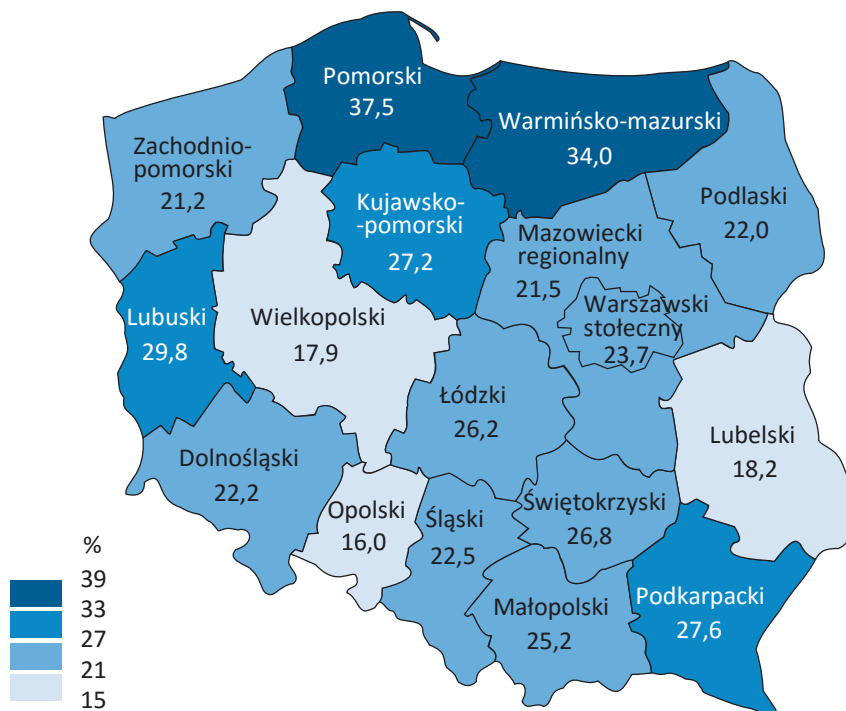 Pomorski
37,5
Warmińsko-mazurski
34,0
Zachodnio-
pomorski
21,2
Kujawsko-
-pomorski
27,2
Podlaski
22,0
Mazowiecki
regionalny
21,5
Warszawski
stołeczny
23,7
Lubuski
29,8
Wielkopolski
17,9
Łódzki
26,2
Lubelski
18,2
Dolnośląski
22,2
Opolski
16,0
Śląski
22,5
Świętokrzyski
26,8
Małopolski
25,2
Podkarpacki
27,6
%
39
33
27
21
15